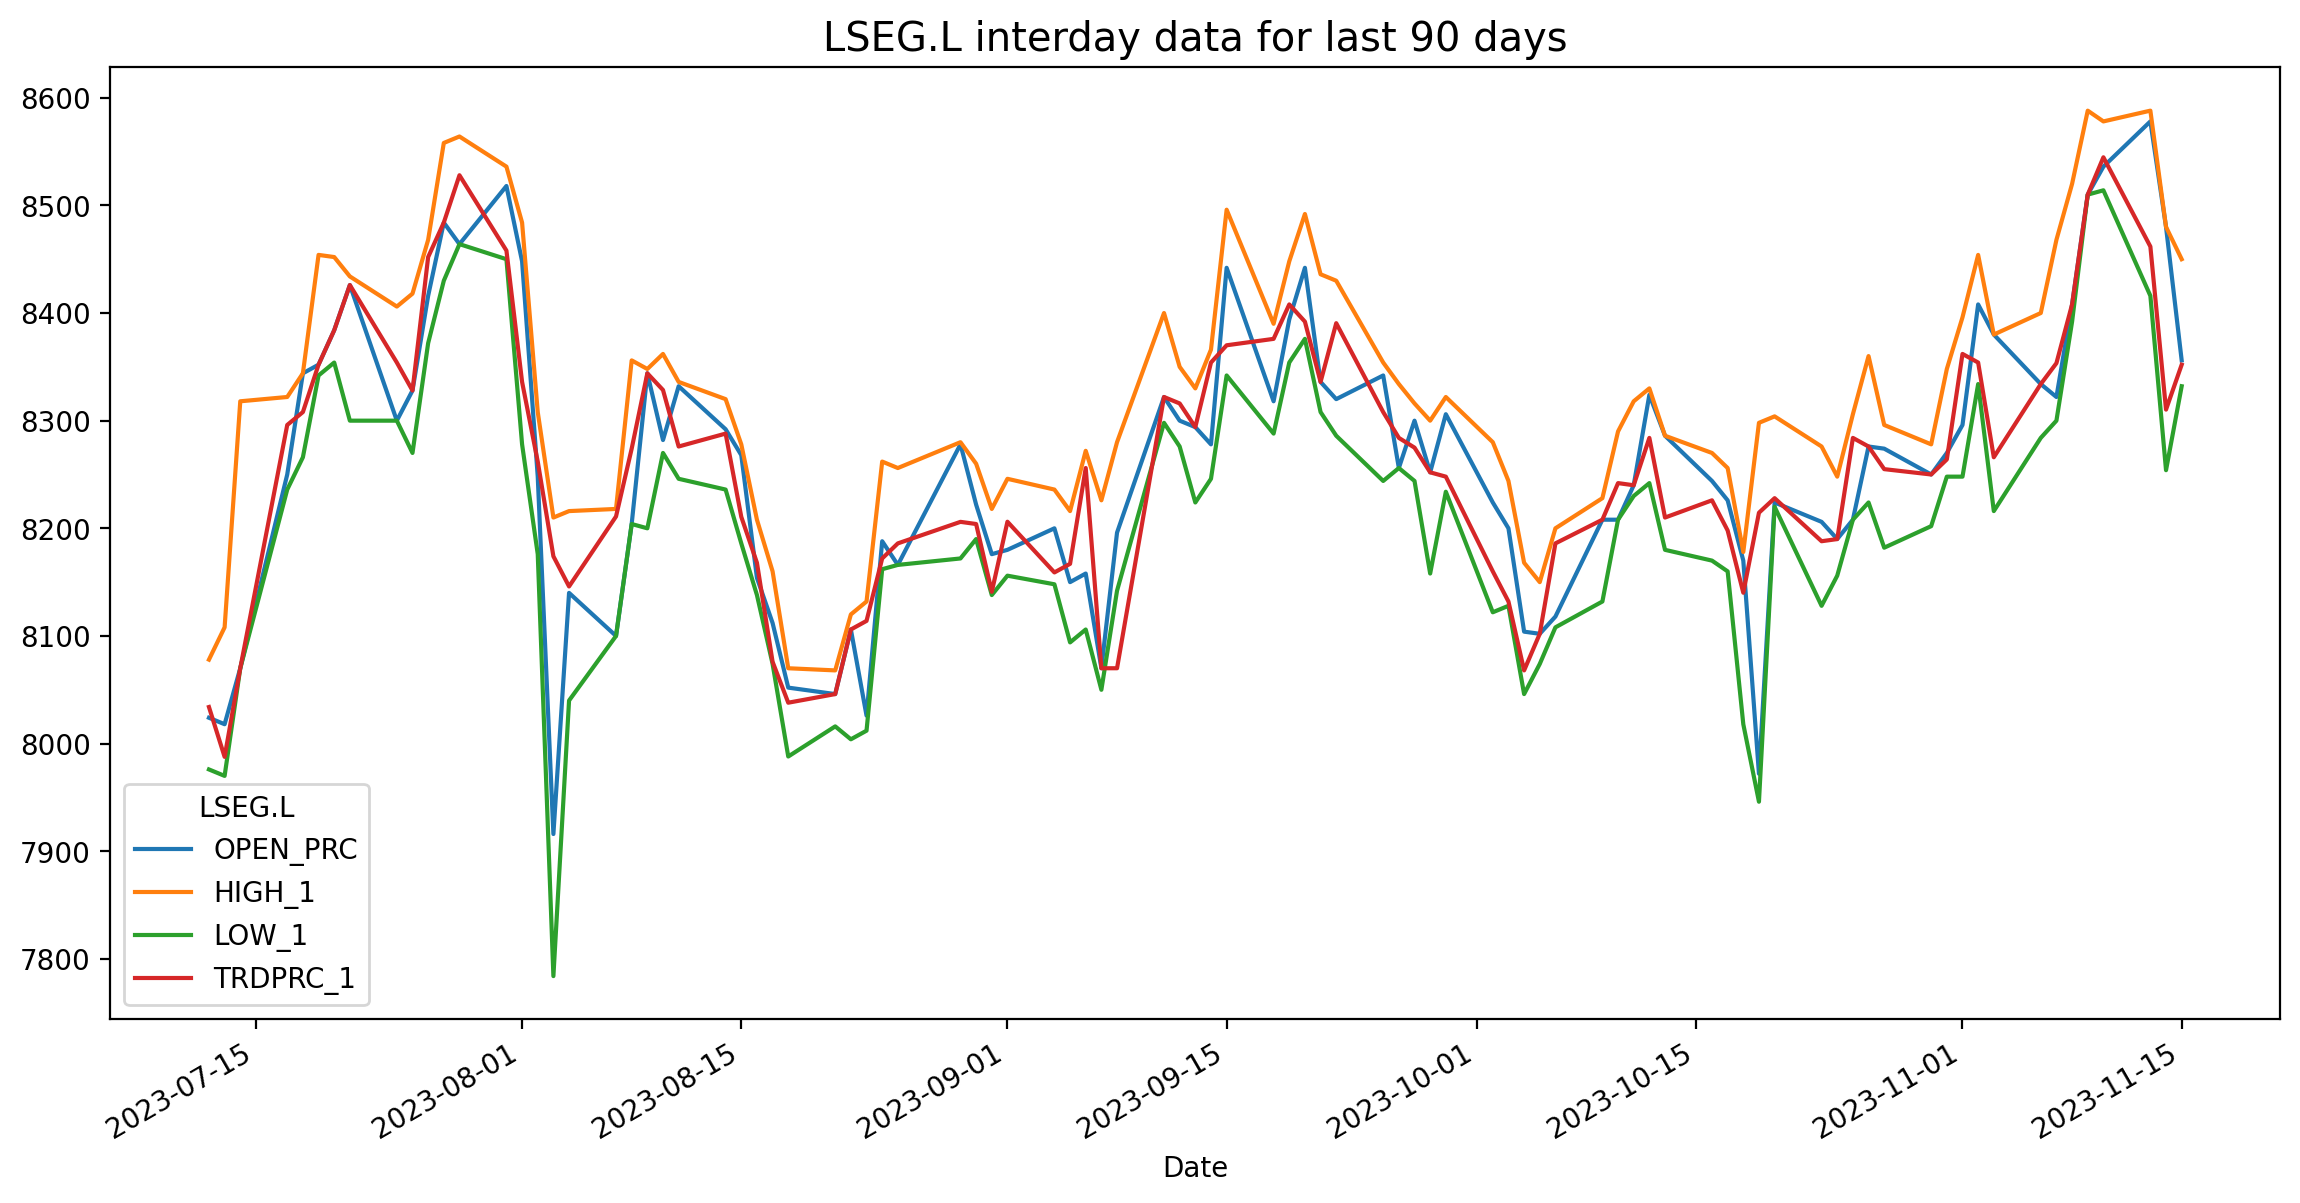 LSEG.L interday data for last 90 days
8600
8500
8400
8300
8200
8100
8000
7900
7800
LSEG.L
OPEN_PRC
HIGH_1
LOW_1
TRDPRC_1
2023-07-15
2023-08-01
2023-08-15
2023-09-01
2023-09-15
2023-10-01
2023-10-15
2023-11-01
2023-11-15
Date